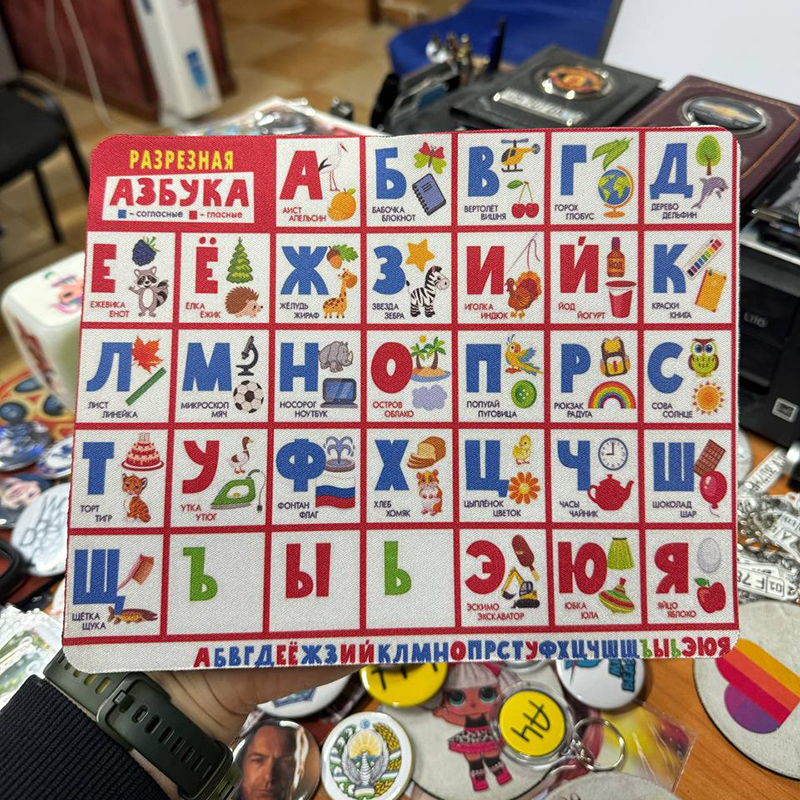 РАЗРЕЗНАЯ
АЗБУКА
- СОГЛАСНЫЕ - ГЛАСНЫЕ
А
АИСТ
АПЕЛЬСИН
Б
БАБОЧКА
БЛОКНОТ
В
ВЕРТОЛЁТ
ВИШНЯ
Г
ГОРОХ
ГЛОБУС
Д
ДЕРЕВО
ДЕЛЬФИН
Е
ЕЖЕВИКА
ЕНОТ
Ё
ЁЛКА
ЁЖИК
Ж
ЖЁЛУДЬ
ЖИРАФ
З
ЗВЕЗДА
ЗЕБРА
И
ИГОЛКА
ИНДЮК
Й
ЙОД
ЙОГУРТ
К
КРАСКИ
КНИГА
Л
ЛИСТ
ЛИНЕЙКА
М
МИКРОСКОП
МЯЧ
Н
НОСОРОГ
НОУТБУК
О
ОСТРОВ
ОБЛАКО
П
ПОПУГАЙ
ПУГОВИЦА
Р
РЮКЗАК
РАДУГА
С
СОВА
СОЛНЦЕ
Т
ТОРТ
ТИГР
У
УТКА
УТЮГ
Ф
ФОНТАН
ФЛАГ
Х
ХЛЕБ
ХОМЯК
Ц
ЦЫПЛЁНОК
ЦВЕТОК
Ч
ЧАСЫ
ЧАЙНИК
Ш
ШОКОЛАД
ШАР
Щ
ЩЁТКА
ЩУКА
Ъ
Ы
Ь
Э
ЭСКИМО
ЭКСКАВАТОР
Ю
ЮБКА
ЮЛА
Я
ЯЙЦО
ЯБЛОКО
АБВГДЕЁЖЗИЙКЛМНОПРСТУФХЦЧШЩЪЫЬЭЮЯ
А4